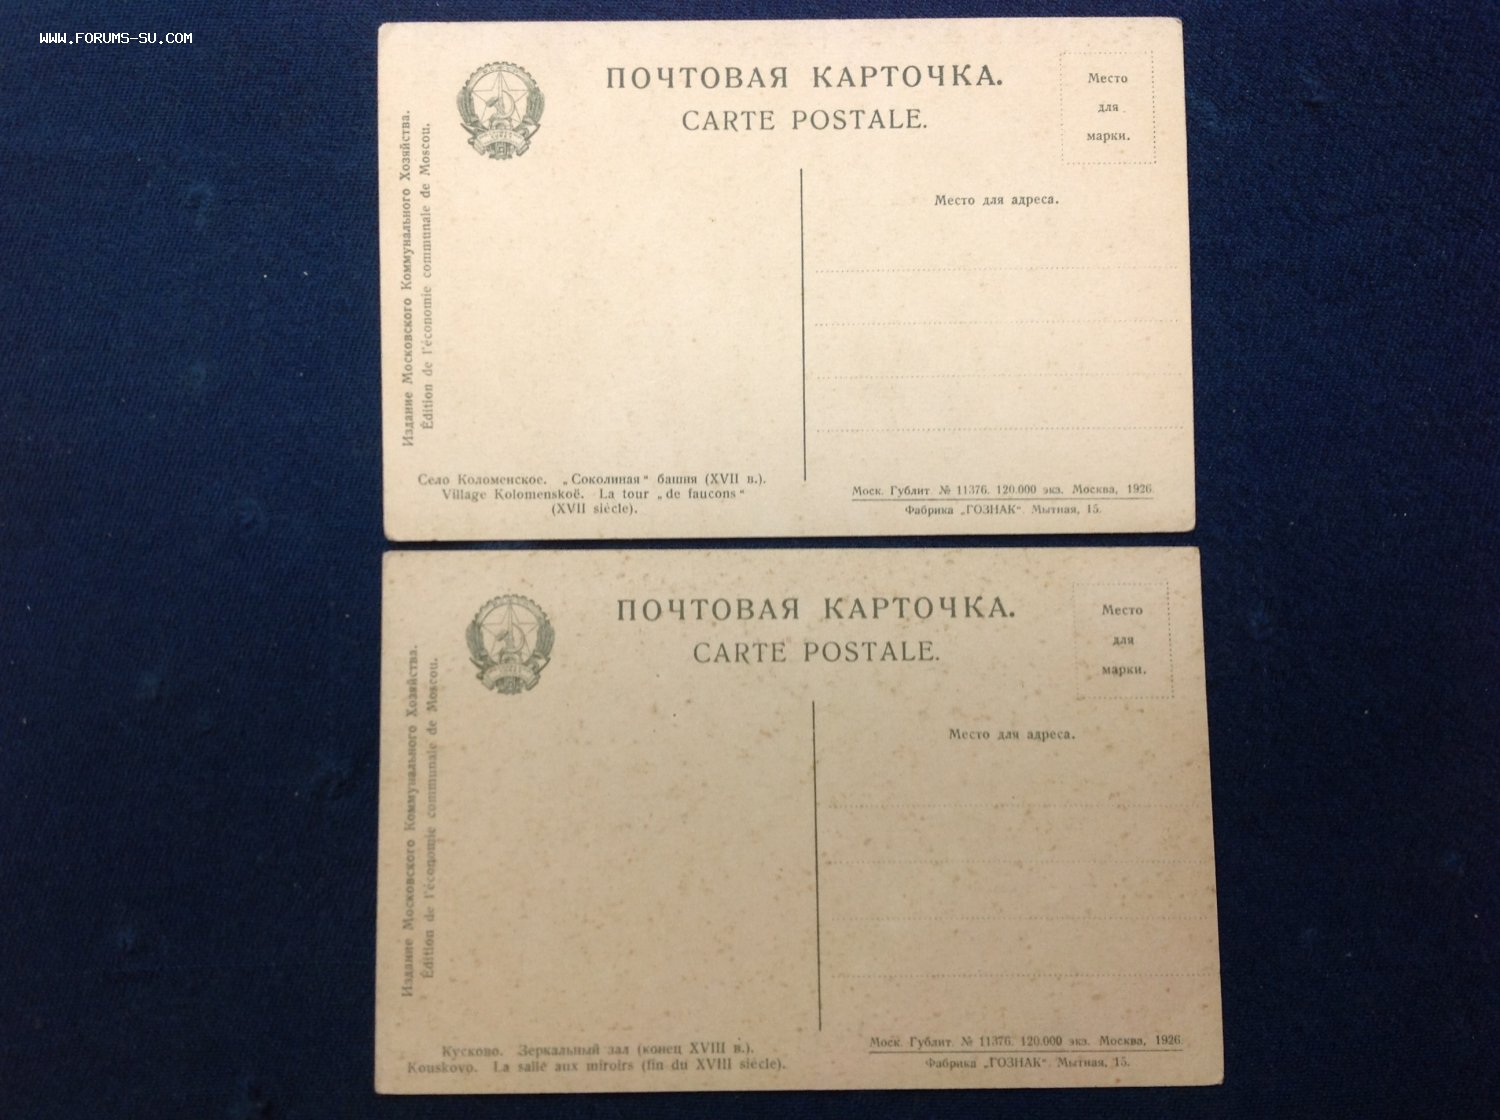 WWW.FORUMS-SU.COM
ПОЧТОВАЯ КАРТОЧКА.
CARTE POSTALE.
Место
для
марки.
Место для адреса.
Издание Московского Коммунального Хозяйства.
Édition de l'économie communale de Moscou.
Село Коломенское. „Соколиная“ башня (XVII в.).
Village Kolomenskoë. La tour „de faucons“
(XVII siècle).
Моск. Гублит. № 11376. 120.000 экз. Москва, 1926.
Фабрика „ГОЗНАК“. Мытная, 15.
ПОЧТОВАЯ КАРТОЧКА.
CARTE POSTALE.
Место
для
марки.
Место для адреса.
Издание Московского Коммунального Хозяйства.
Édition de l'économie communale de Moscou.
Кусково. Зеркальный зал (конец XVIII в.).
Kouskovo. La salle aux miroirs (fin du XVIII siècle).
Моск. Гублит. № 11376. 120.000 экз. Москва, 1926.
Фабрика „ГОЗНАК“. Мытная, 15.